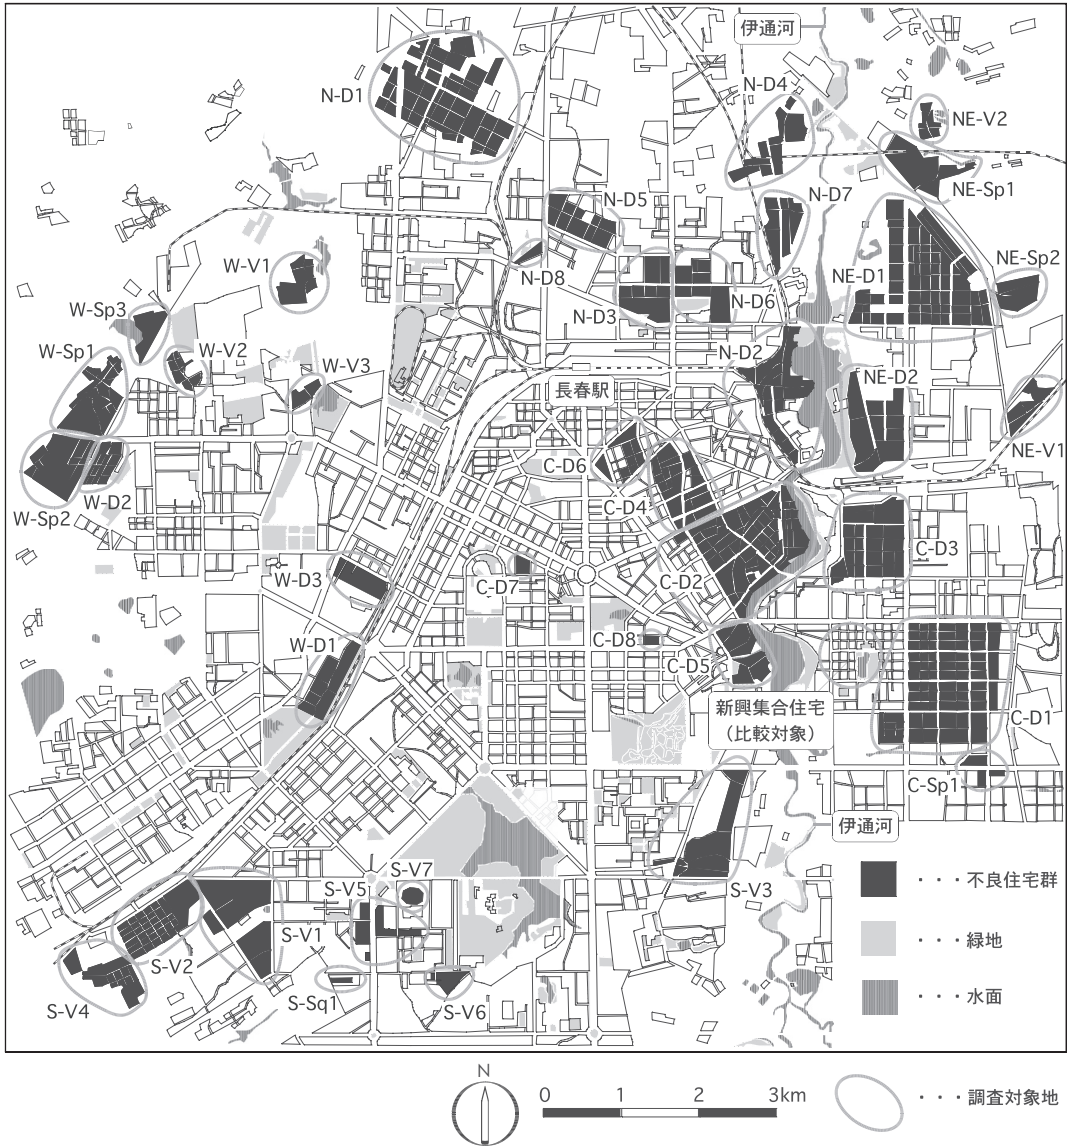 伊通河
N-D1
N-D4
NE-V2
NE-Sp1
N-D5
N-D7
W-V1
N-D8
NE-D1
NE-Sp2
W-Sp3
N-D3
N-D6
W-Sp1
W-V2
W-V3
N-D2
長春駅
NE-D2
NE-V1
C-D6
W-D2
W-Sp2
C-D4
C-D3
W-D3
C-D7
C-D2
W-D1
C-D8
C-D5
新興集合住宅
（比較対象）
C-D1
C-Sp1
伊通河
S-V7
S-V5
S-V3
・・・不良住宅群
S-V1
・・・緑地
S-V2
S-V4
S-Sq1
S-V6
・・・水面
N
0 1 2 3km
・・・調査対象地